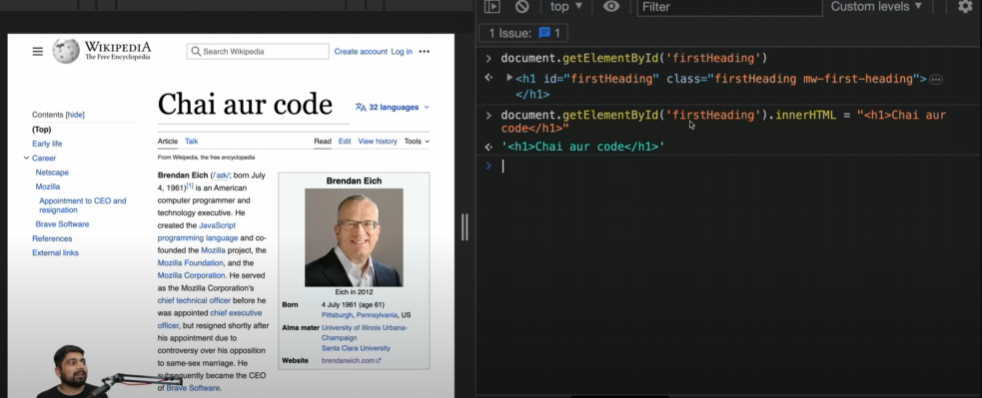 WIKIPEDIA
The Free Encyclopedia
Search Wikipedia
Create account Log in •••
Chai aur code
32 languages
Contents [hide]
(Top)
Early life
Career
Netscape
Mozilla
Appointment to CEO and
resignation
Brave Software
References
External links
Article Talk
Read Edit View history Tools
From Wikipedia, the free encyclopedia
Brendan Eich (/ˈaɪk/; born July
4, 1961)[1] is an American
computer programmer and
technology executive. He
created the JavaScript
programming language and co-
founded the Mozilla project, the
Mozilla Foundation, and the
Mozilla Corporation. He served
as the Mozilla Corporation's
chief technical officer before he
was appointed chief executive
officer, but resigned shortly after
his appointment due to
controversy over his opposition
to same-sex marriage. He
subsequently became the CEO
of Brave Software.
Brendan Eich
Eich in 2012
Born 4 July 1961 (age 61)
Pittsburgh, Pennsylvania, US
Alma mater University of Illinois Urbana-
Champaign
Santa Clara University
Website brendaneich.com
top
Filter
Custom levels
1 Issue: 1
document.getElementById('firstHeading')
<h1 id="firstHeading" class="firstHeading mw-first-heading">…
</h1>
document.getElementById('firstHeading').innerHTML = "<h1>Chai aur
code</h1>"
'<h1>Chai aur code</h1>'